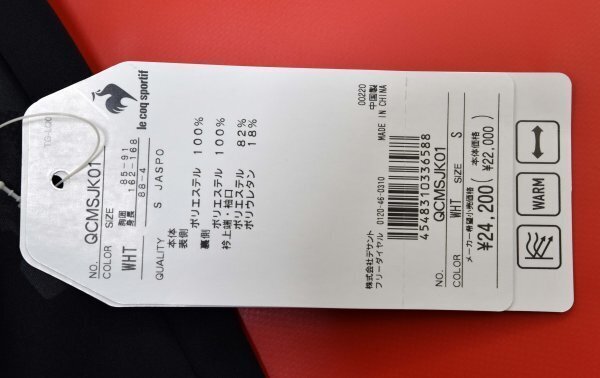 le coq sportif
NO. QCMSJK01
COLOR SIZE
WHT 胸囲 85-91
身長 162-168
88-4
QUALITY S JASPO
本体
表側 ポリエステル 100%
裏側 ポリエステル 100%
衿上端・袖口
ポリエステル 82%
ポリウレタン 18%
株式会社デサント
フリーダイヤル 0120-46-0310
00220
中国製
MADE IN CHINA
4548310336588
NO. QCMSJK01
COLOR WHT SIZE S
メーカー希望小売価格 (本体価格
¥24,200 ¥22,000)
WARM